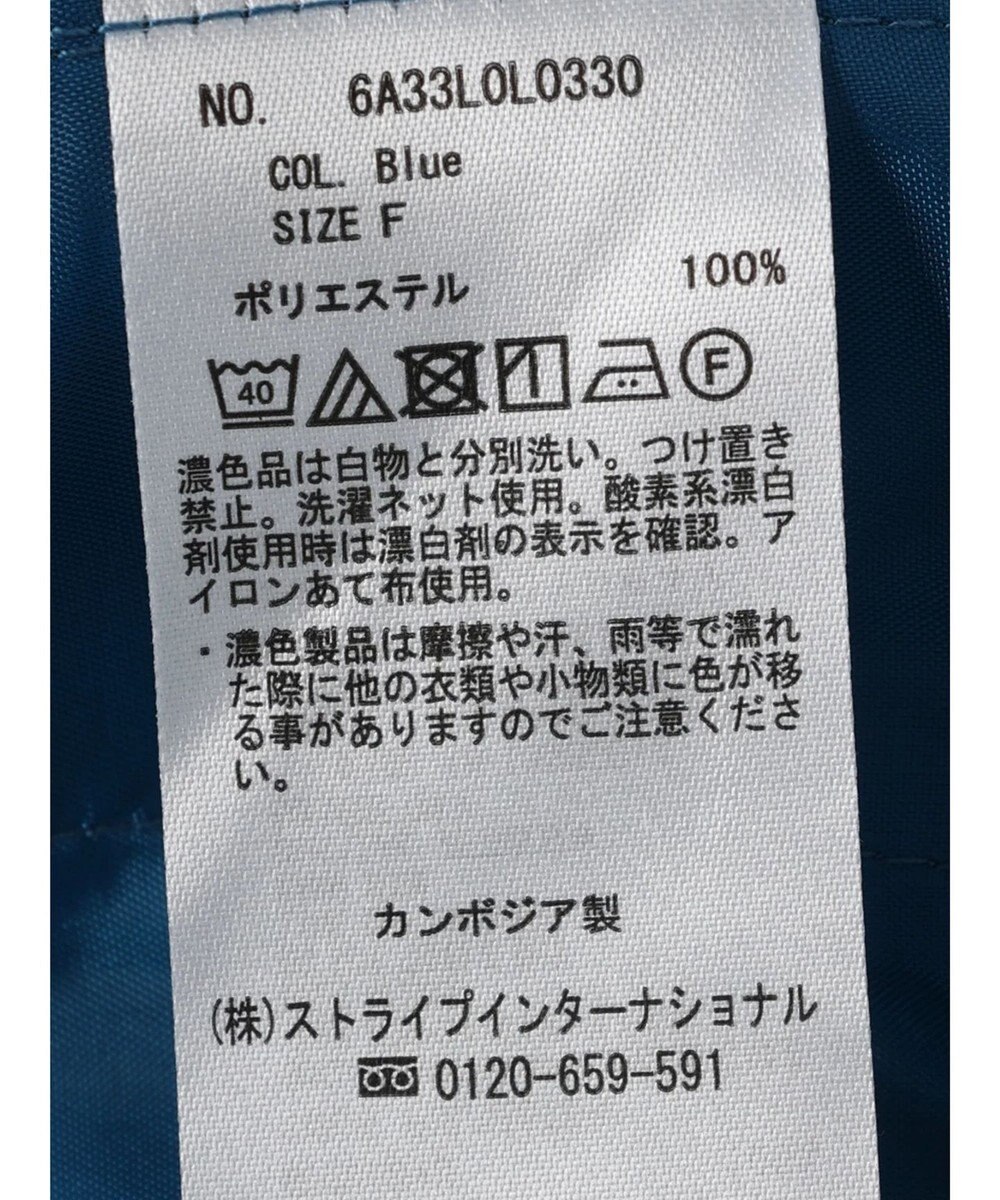 NO. 6A33L0L0330
COL. Blue
SIZE F
ポリエステル 100%
40 F
濃色品は白物と分別洗い。つけ置き
禁止。洗濯ネット使用。酸素系漂白
剤使用時は漂白剤の表示を確認。ア
イロンあて布使用。
・濃色製品は摩擦や汗、雨等で濡れ
た際に他の衣類や小物類に色が移
る事がありますのでご注意くださ
い。
カンボジア製
(株)ストライプインターナショナル
0120-659-591